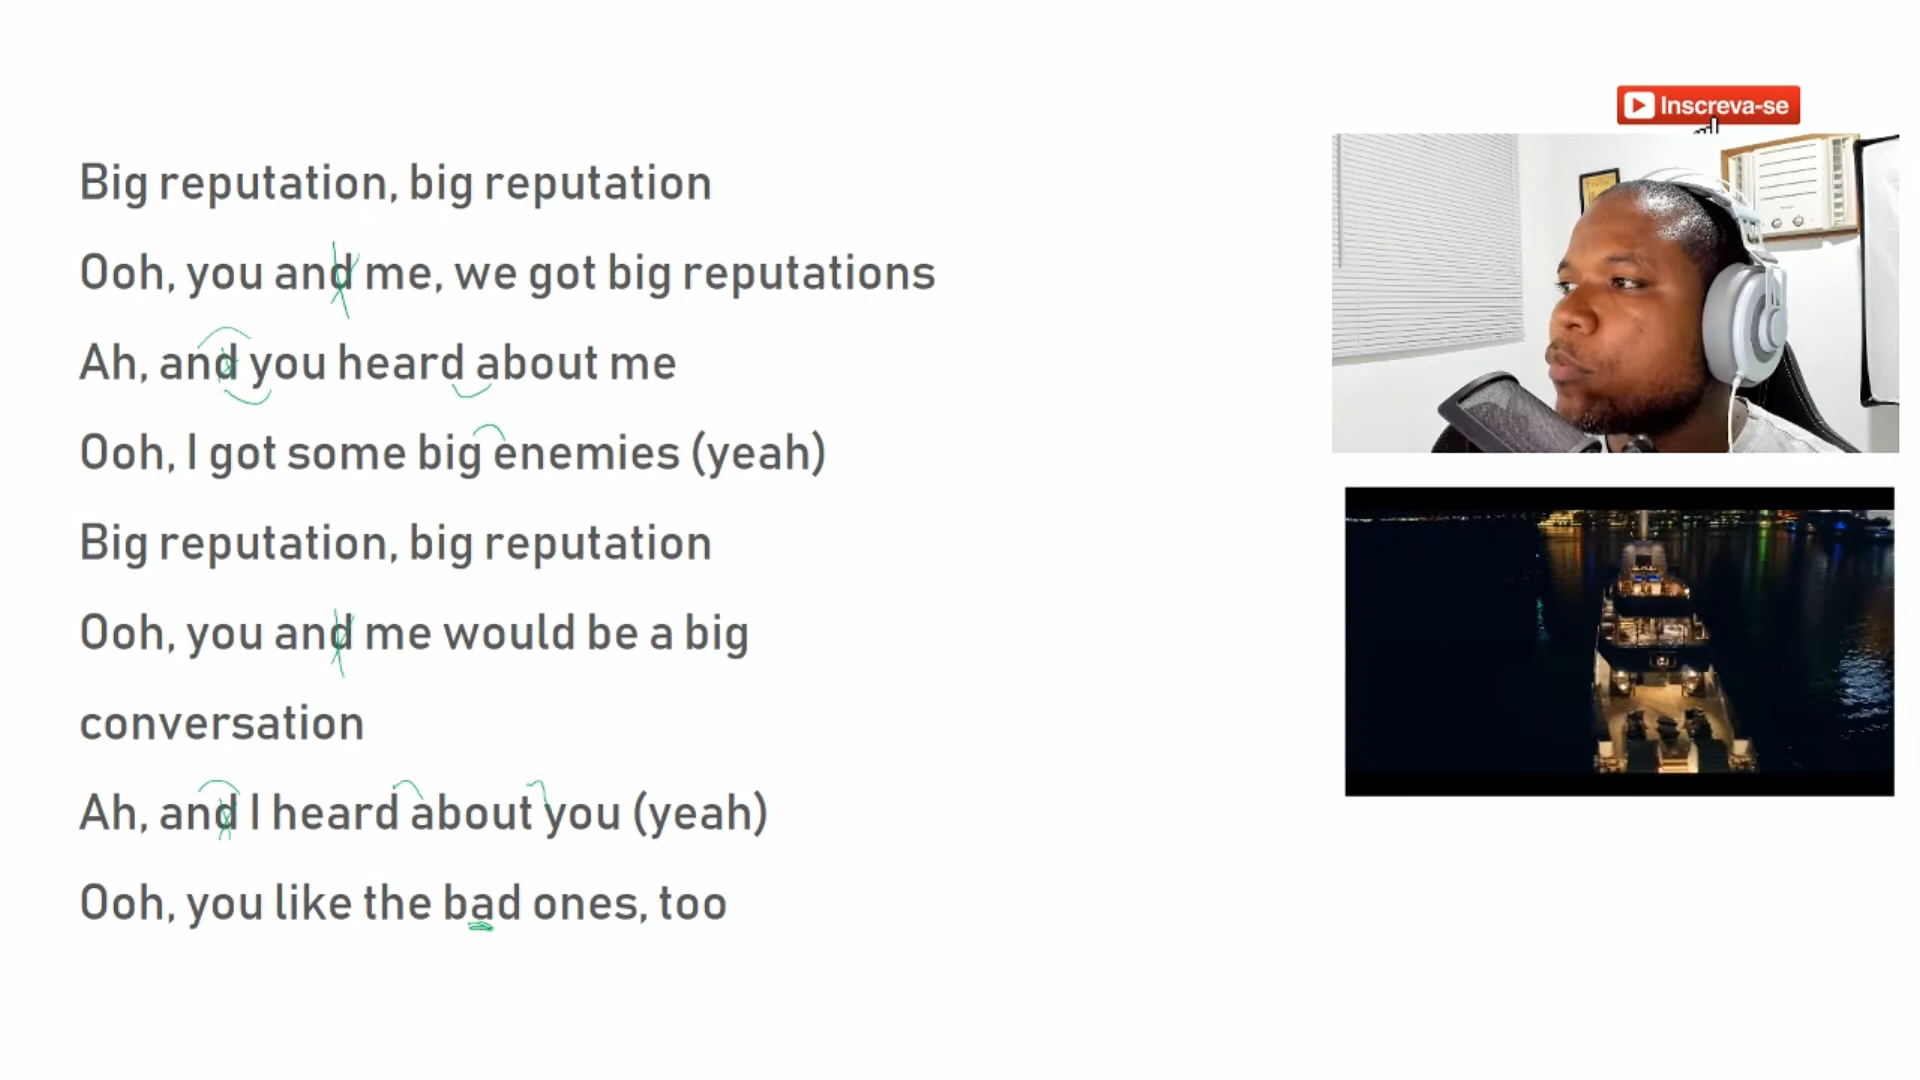 Inscreva-se
Big reputation, big reputation
Ooh, you and me, we got big reputations
Ah, and you heard about me
Ooh, I got some big enemies (yeah)
Big reputation, big reputation
Ooh, you and me would be a big
conversation
Ah, and I heard about you (yeah)
Ooh, you like the bad ones, too